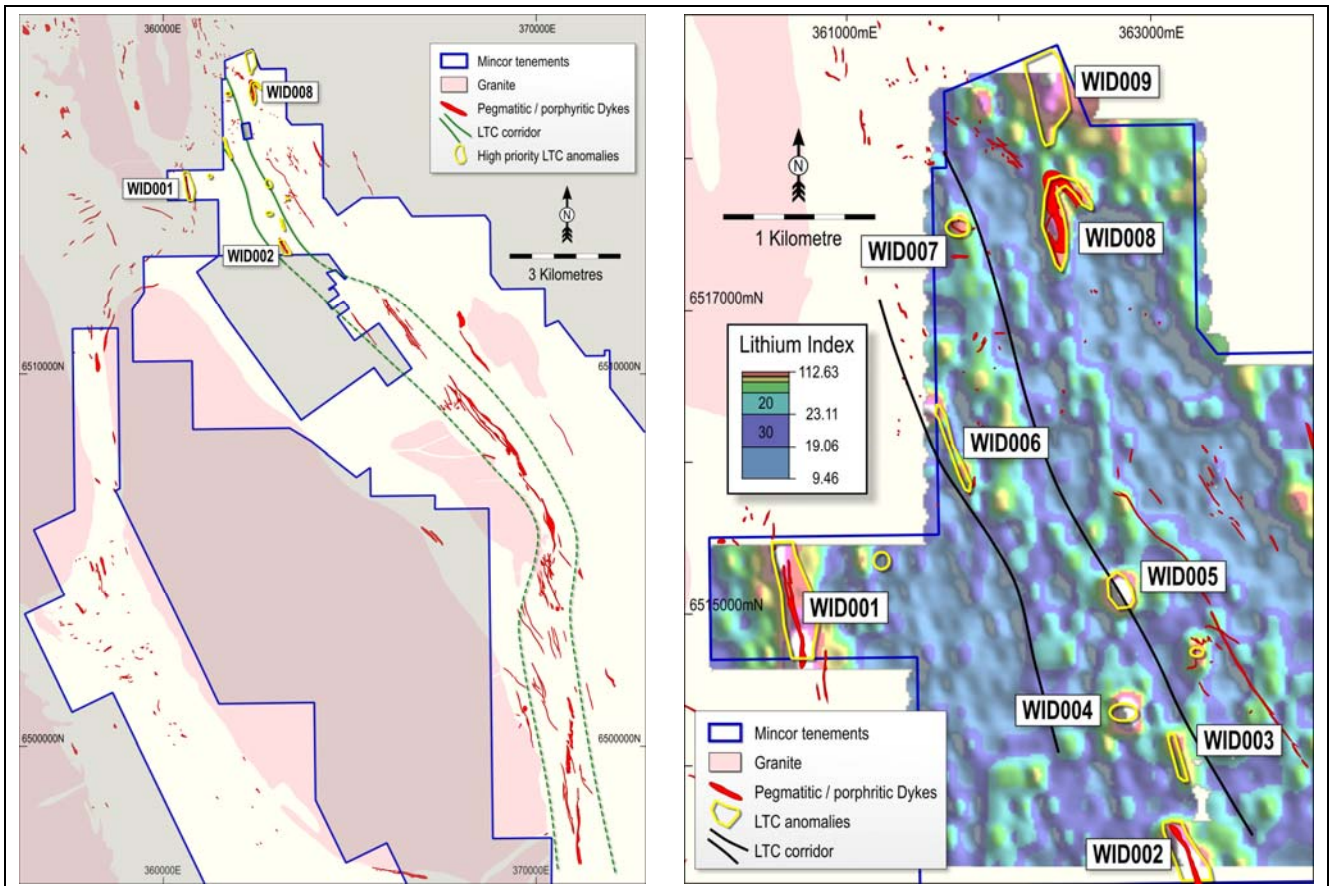 360000E
370000E
Mincor tenements
Granite
Pegmatitic / porphyritic Dykes
LTC corridor
High priority LTC anomalies
WID008
WID001
WID002
N
3 Kilometres
6510000N
6510000N
6500000N
6500000N
360000E
370000E
361000mE
363000mE
WID009
N
1 Kilometre
WID008
WID007
6517000mN
Lithium Index
112.63
20
23.11
30
19.06
9.46
WID006
WID005
6515000mN
WID001
WID004
WID003
Mincor tenements
Granite
Pegmatitic / porphritic Dykes
LTC anomalies
LTC corridor
WID002